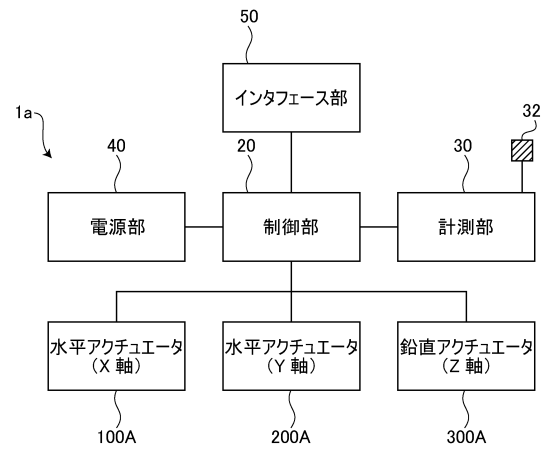 50
インタフェース部
1a
40
20
30
32
電源部
制御部
計測部
水平アクチュエータ
（X 軸）
水平アクチュエータ
（Y 軸）
鉛直アクチュエータ
（Z 軸）
100A
200A
300A